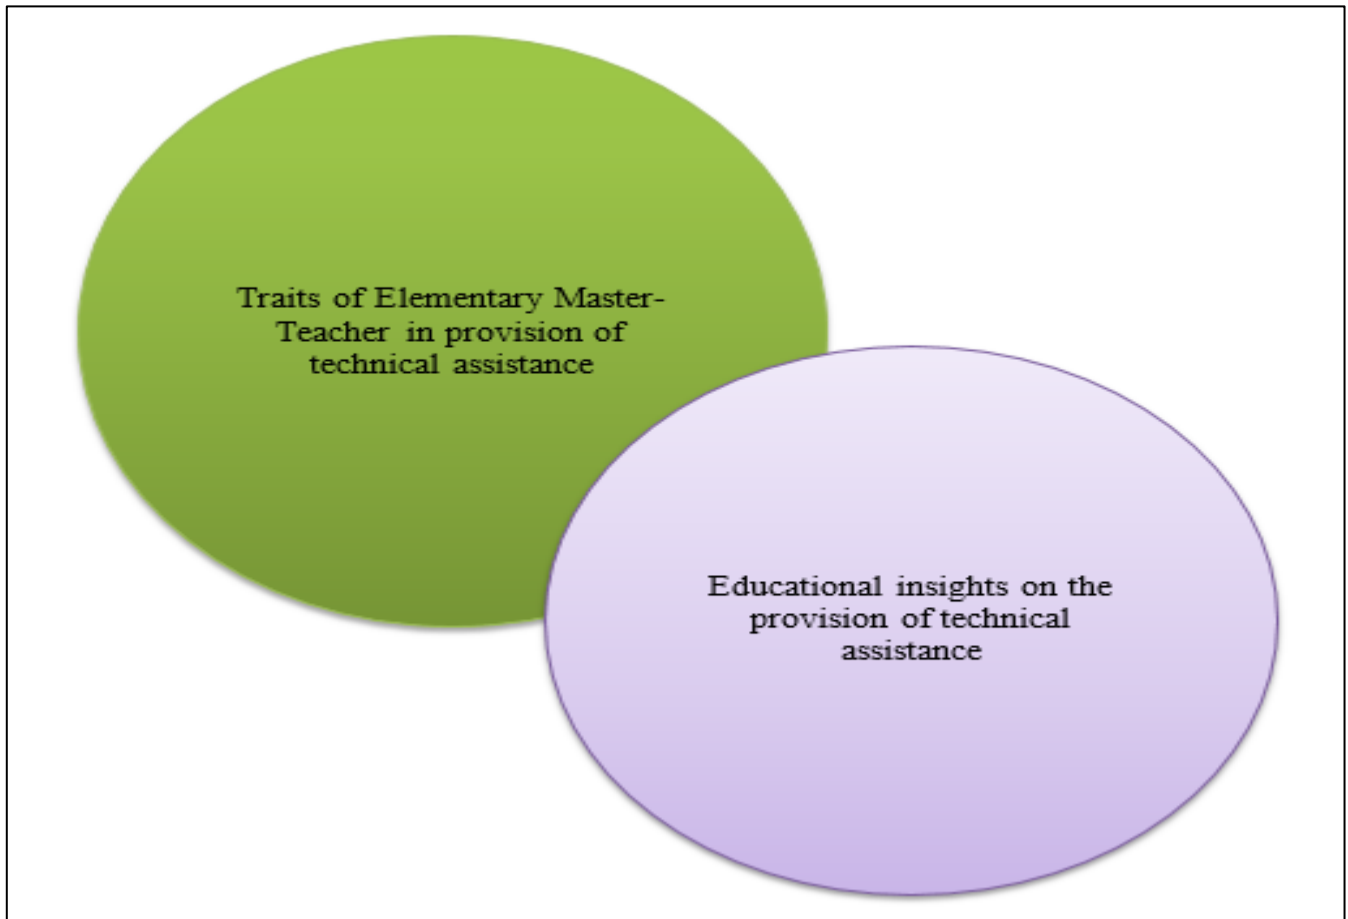 Traits of Elementary Master-
Teacher in provision of
technical assistance
Educational insights on the
provision of technical
assistance